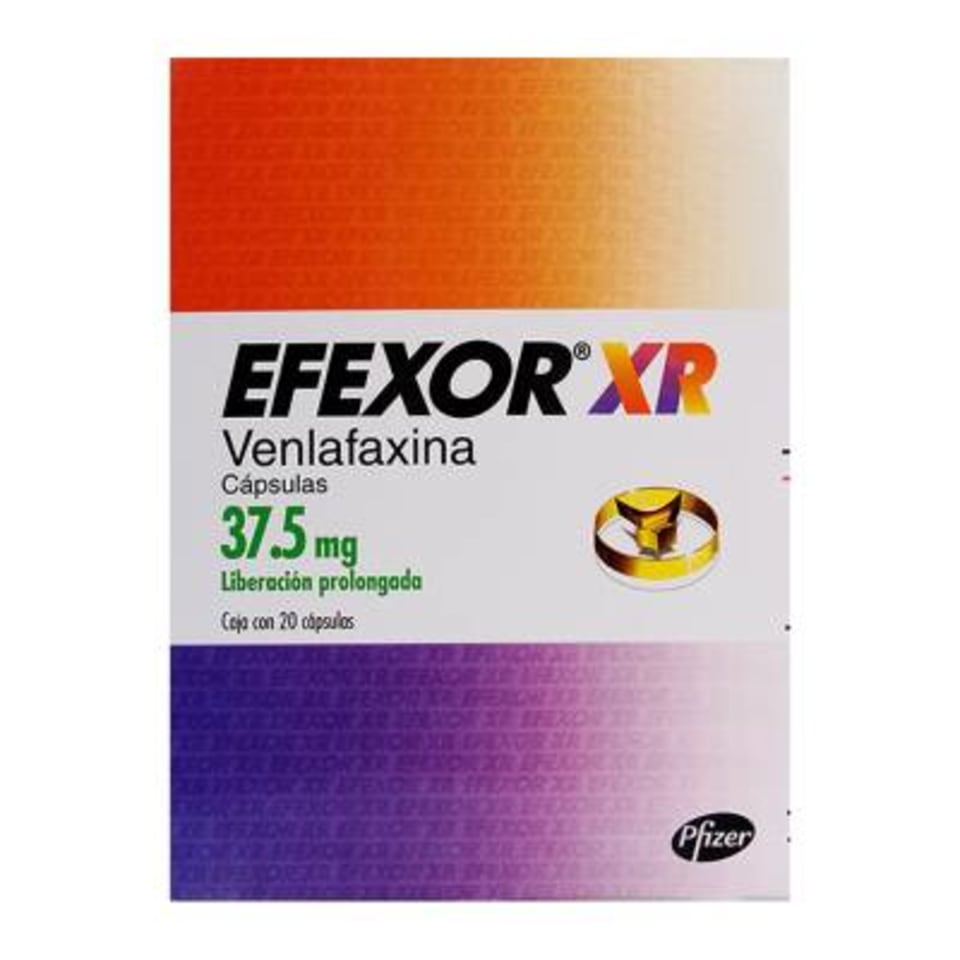 EFEXOR® XR
Venlafaxina
Cápsulas
37.5 mg
Liberación prolongada
Caja con 20 cápsulas
Pfizer